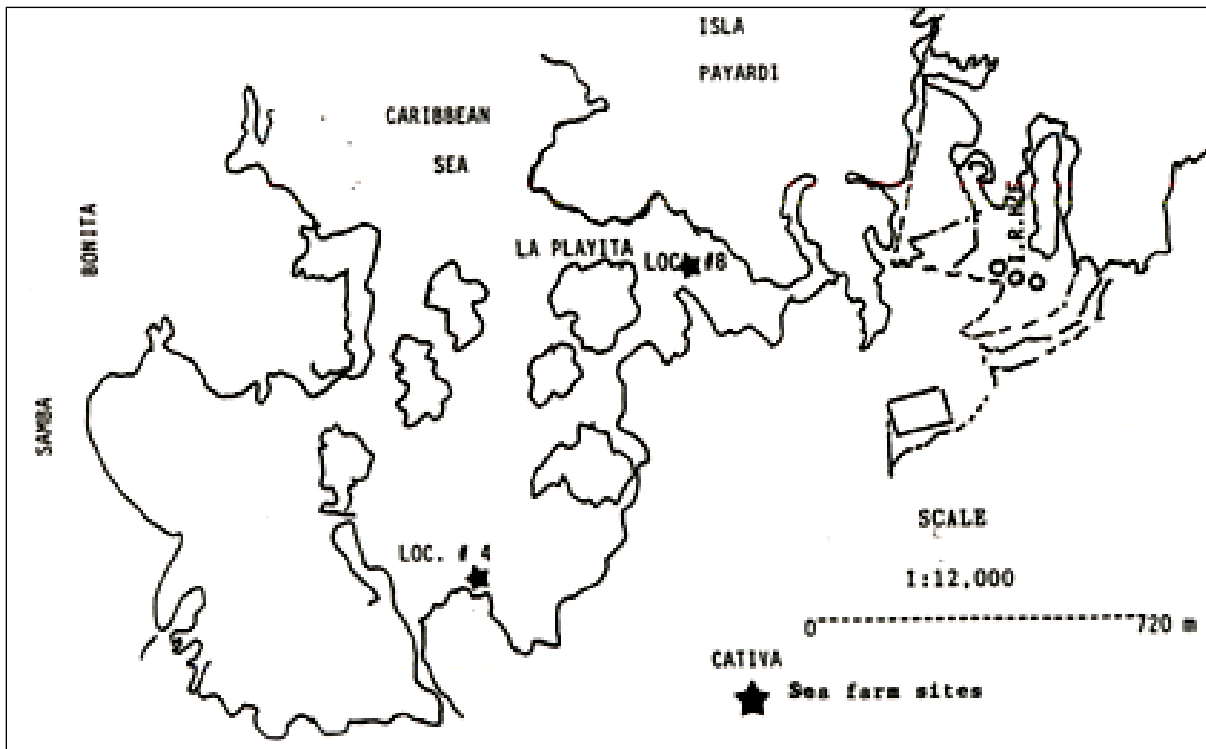 ISLA
PAYARDI
CARIBBEAN
SEA
BONITA
LA PLAYITA
LOC. #8
SAMBA
LOC. # 4
SCALE
1:12.000
0 720 m
CATIVA
Sea farm sites